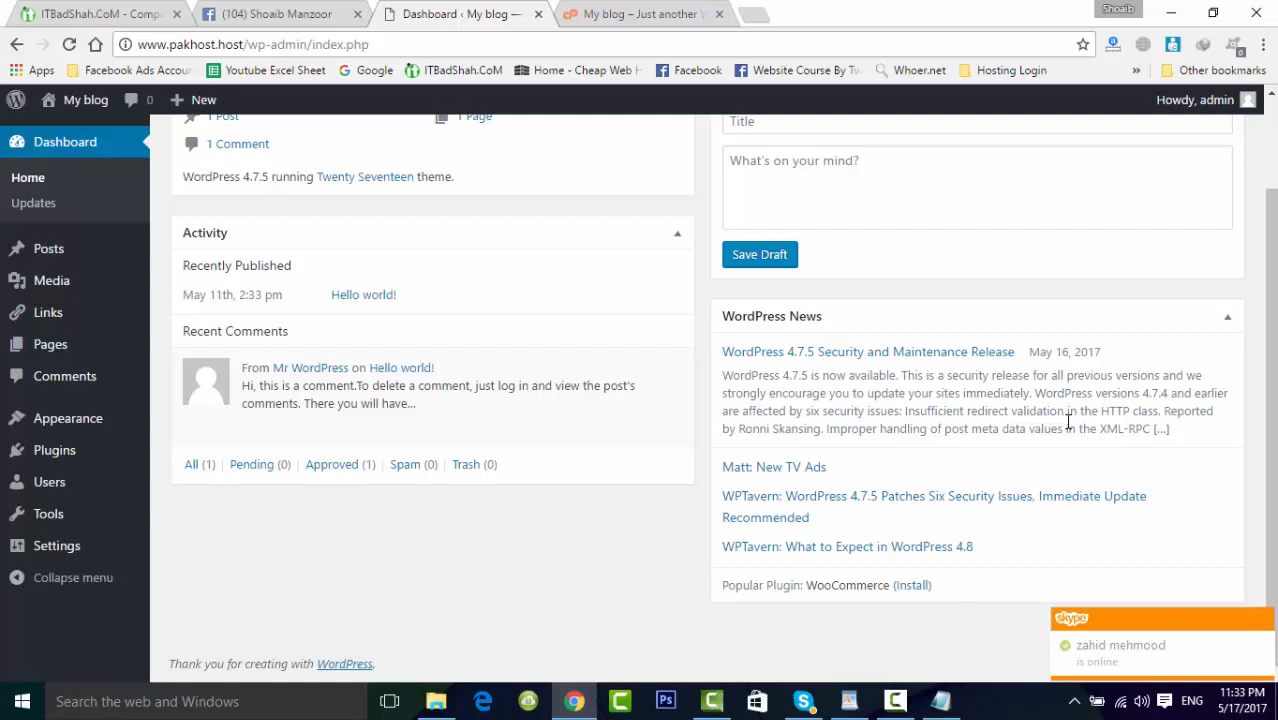 ITBadShah.CoM - Compu
(104) Shoaib Manzoor
Dashboard ‹ My blog —
My blog – Just another W
Shoaib
www.pakhost.host/wp-admin/index.php
Apps
Facebook Ads Accoun
Youtube Excel Sheet
Google
ITBadShah.CoM
Home - Cheap Web H
Facebook
Website Course By Tw
Whoer.net
Hosting Login
»
Other bookmarks
My blog
0
New
Howdy, admin
Dashboard
Home
Updates
Posts
Media
Links
Pages
Comments
Appearance
Plugins
Users
Tools
Settings
Collapse menu
1 Post
1 Page
1 Comment
WordPress 4.7.5 running Twenty Seventeen theme.
Activity
Recently Published
May 11th, 2:33 pm Hello world!
Recent Comments
From Mr WordPress on Hello world!
Hi, this is a comment.To delete a comment, just log in and view the post's
comments. There you will have...
All (1) Pending (0) Approved (1) Spam (0) Trash (0)
Title
What's on your mind?
Save Draft
WordPress News
WordPress 4.7.5 Security and Maintenance Release May 16, 2017
WordPress 4.7.5 is now available. This is a security release for all previous versions and we
strongly encourage you to update your sites immediately. WordPress versions 4.7.4 and earlier
are affected by six security issues: Insufficient redirect validation in the HTTP class. Reported
by Ronni Skansing. Improper handling of post meta data values in the XML-RPC [...]
Matt: New TV Ads
WPTavern: WordPress 4.7.5 Patches Six Security Issues, Immediate Update
Recommended
WPTavern: What to Expect in WordPress 4.8
Popular Plugin: WooCommerce (Install)
Thank you for creating with WordPress.
skype
zahid mehmood
is online
Search the web and Windows
Ps
ENG
11:33 PM
5/17/2017